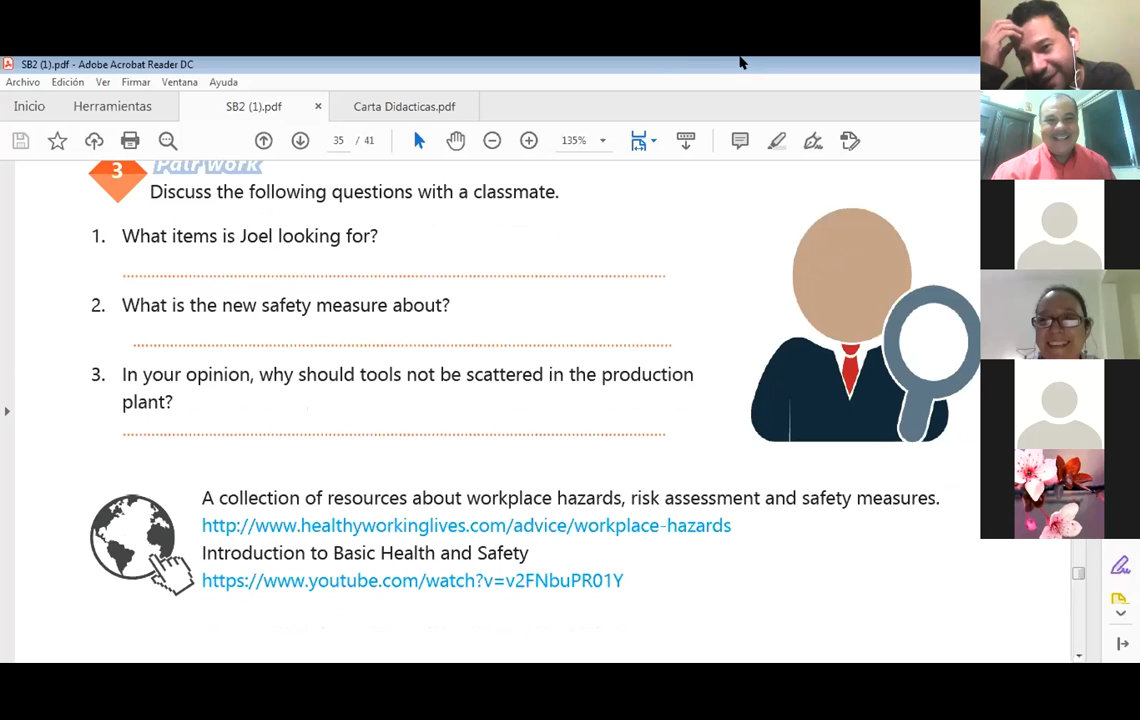 SB2 (1).pdf - Adobe Acrobat Reader DC
Archivo Edición Ver Firmar Ventana Ayuda
Inicio Herramientas SB2 (1).pdf × Carta Didacticas.pdf
35 / 41 135%
3 Pair work
Discuss the following questions with a classmate.
1. What items is Joel looking for?
2. What is the new safety measure about?
3. In your opinion, why should tools not be scattered in the production
plant?
A collection of resources about workplace hazards, risk assessment and safety measures.
http://www.healthyworkinglives.com/advice/workplace-hazards
Introduction to Basic Health and Safety
https://www.youtube.com/watch?v=v2FNbuPR01Y